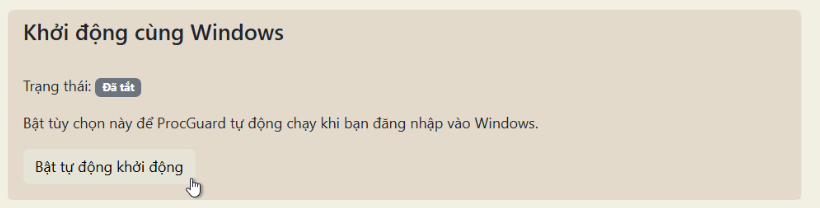 Khởi động cùng Windows
Trạng thái: Đã tắt
Bật tùy chọn này để ProcGuard tự động chạy khi bạn đăng nhập vào Windows.
Bật tự động khởi động